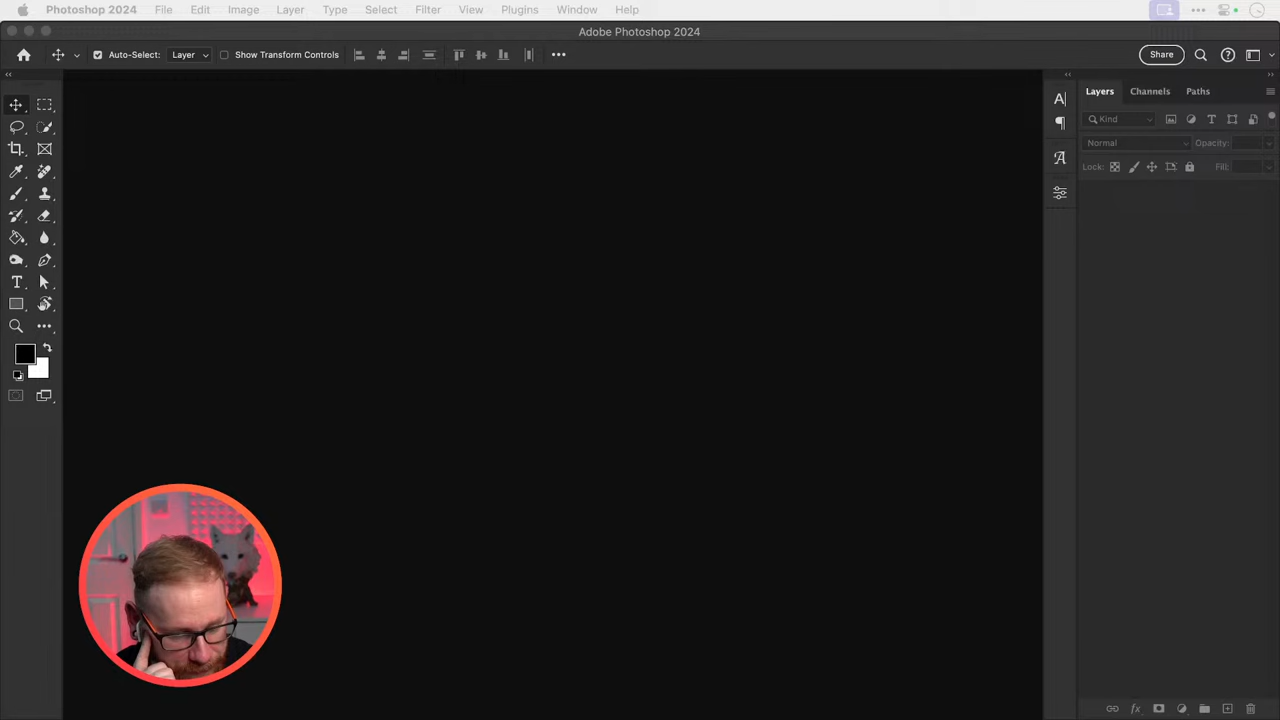 Photoshop 2024 File Edit Image Layer Type Select Filter View Plugins Window Help
Adobe Photoshop 2024
Auto-Select: Layer Show Transform Controls Share
Layers Channels Paths
Kind
Normal Opacity:
Lock: Fill: